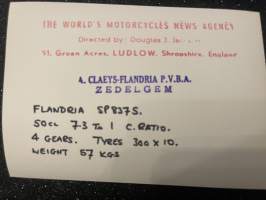 THE WORLD'S MOTORCYCLES NEWS AGENCY
Directed by: Douglas J.
51, Green Acres, LUDLOW, Shropshire, England
A. CLAEYS-FLANDRIA P.V.B.A.
ZEDELGEM
FLANDRIA SP837S.
50CC 7.3 TO 1 C.RATIO.
4 GEARS. TYRES 300 X 10.
WEIGHT 57 KGS